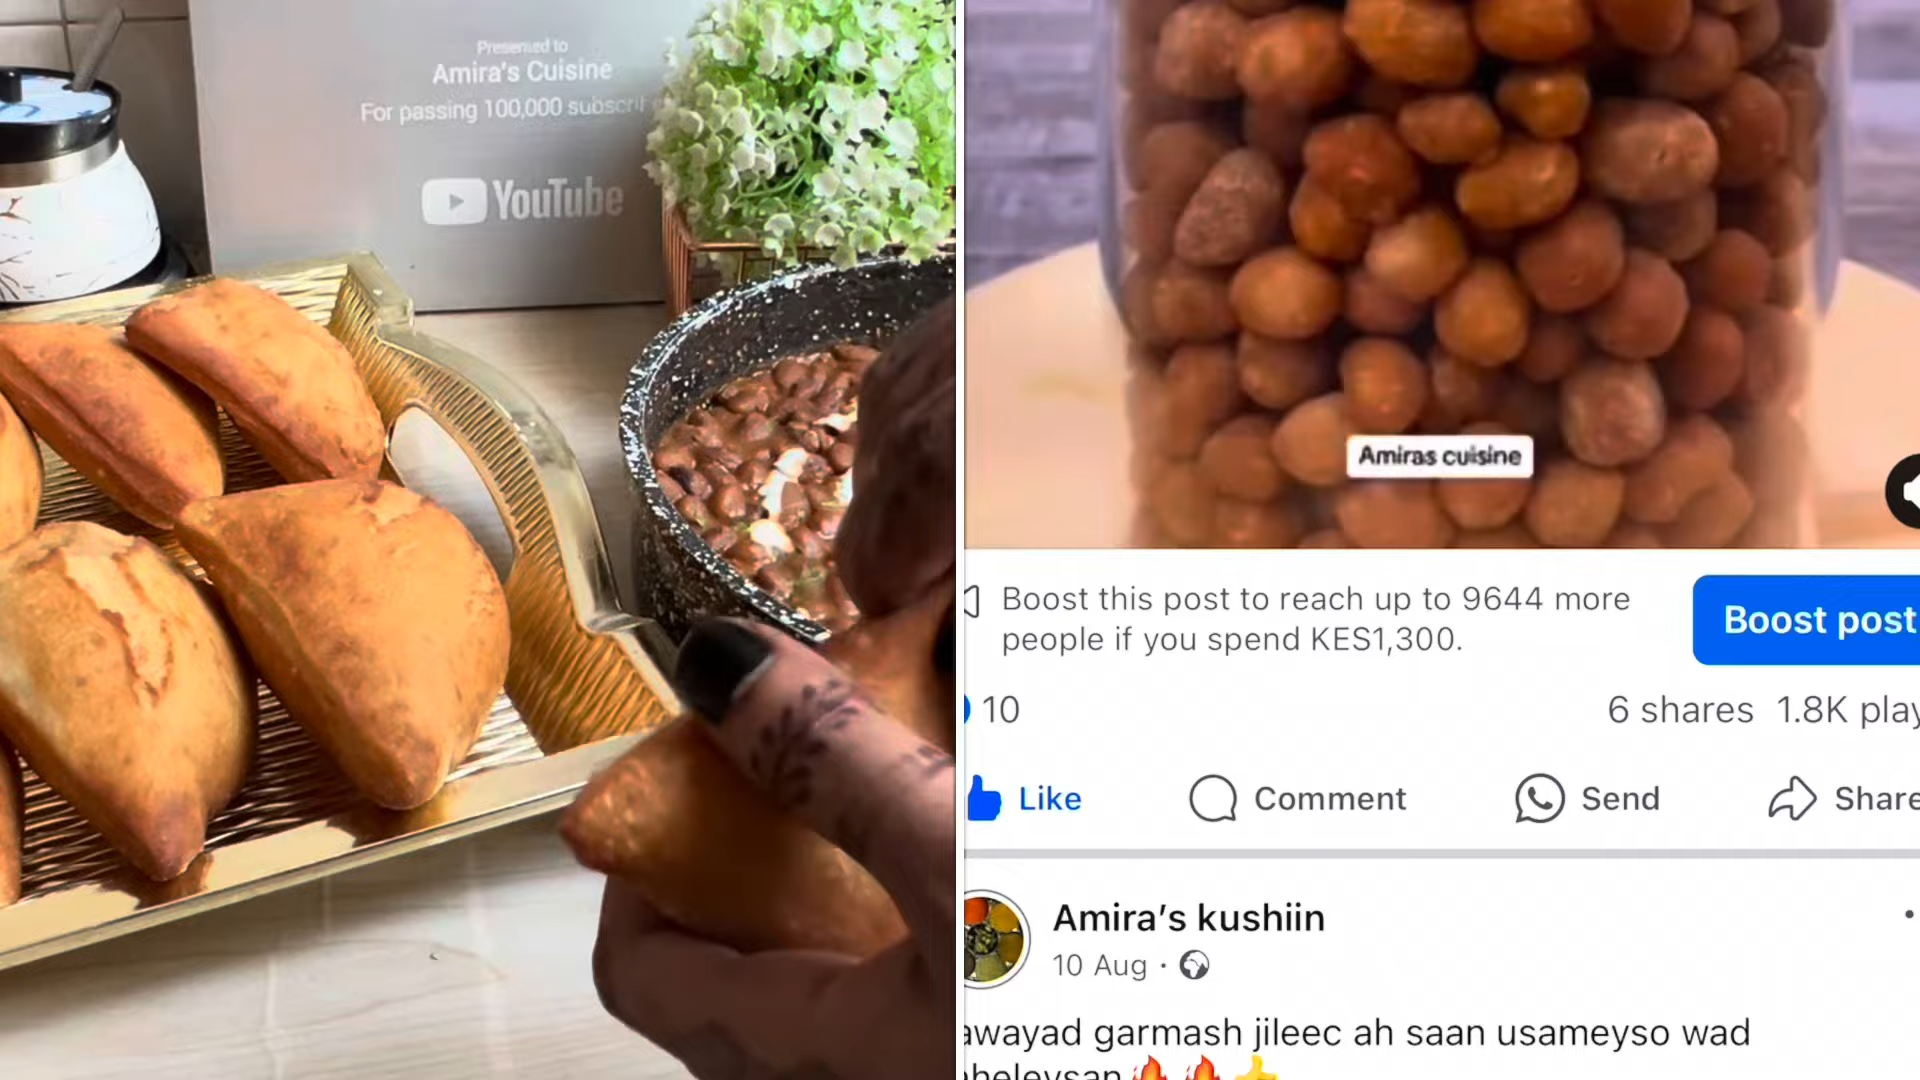 Presented to
Amira's Cuisine
For passing 100,000
YouTube
Amiras cuisine
Boost this post to reach up to 9644 more
people if you spend KES1,300.
Boost post
10
6 shares 1.8K
Like
Comment
Send
Share
Amira's kushiin
10 Aug ·
garmash jileec ah saan usameyso wad
🔥🔥👍